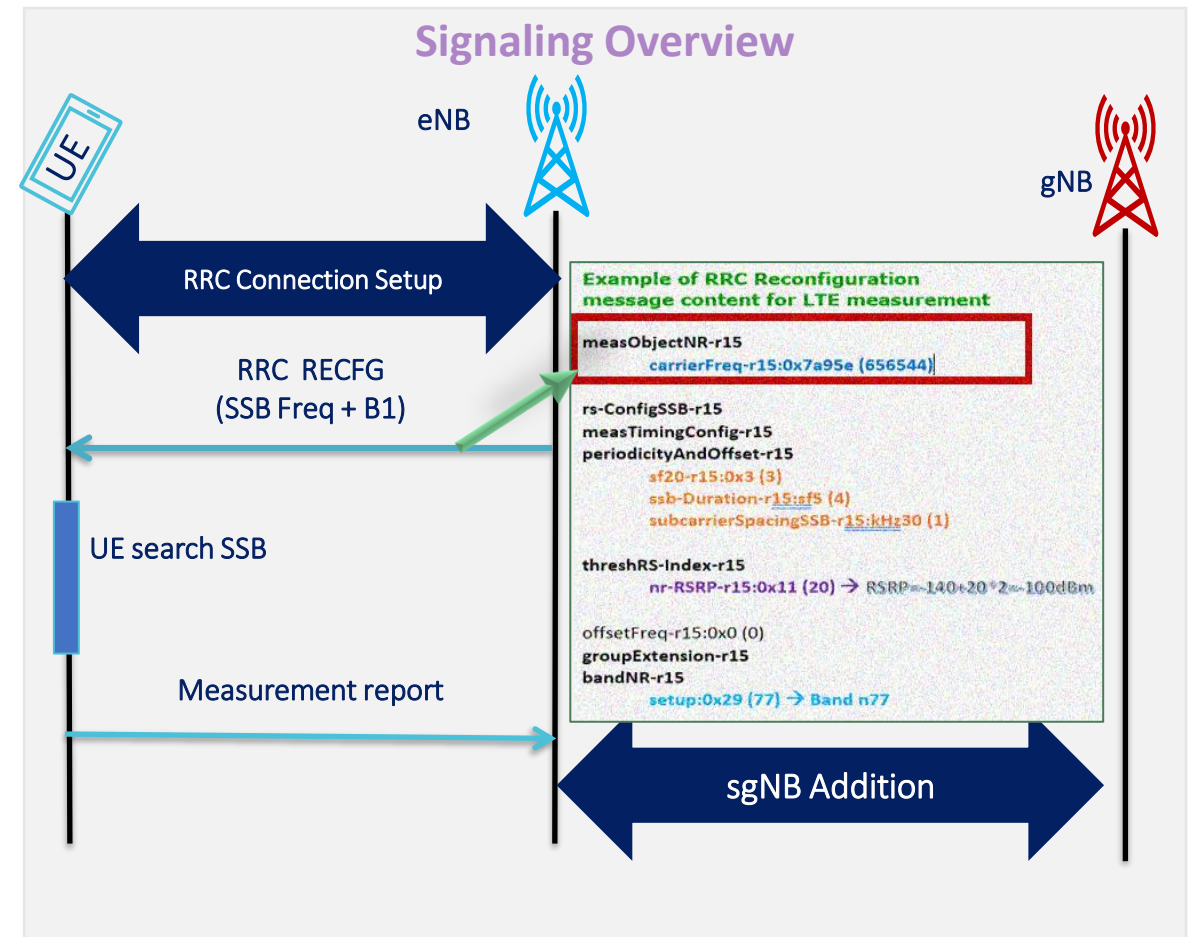 Signaling Overview
UE
eNB
gNB
RRC Connection Setup
RRC RECFG
(SSB Freq + B1)
UE search SSB
Measurement report
Example of RRC Reconfiguration
message content for LTE measurement
measObjectNR-r15
carrierFreq-r15:0x7a95e (656544)
rs-ConfigSSB-r15
measTimingConfig-r15
periodicityAndOffset-r15
sf20-r15:0x3 (3)
ssb-Duration-r15:sf5 (4)
subcarrierSpacingSSB-r15:kHz30 (1)
threshRS-Index-r15
nr-RSRP-r15:0x11 (20) → RSRP=-140+20*2=-100dBm
offsetFreq-r15:0x0 (0)
groupExtension-r15
bandNR-r15
setup:0x29 (77) → Band n77
sgNB Addition